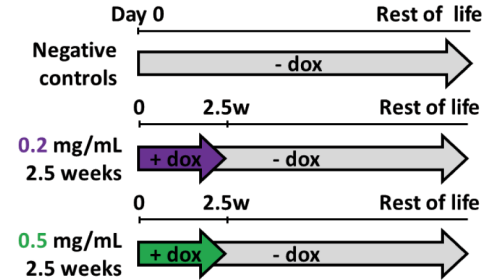 Day 0 Rest of life
Negative
controls
- dox
0 2.5w Rest of life
0.2 mg/mL
2.5 weeks
+ dox - dox
0 2.5w Rest of life
0.5 mg/mL
2.5 weeks
+ dox - dox